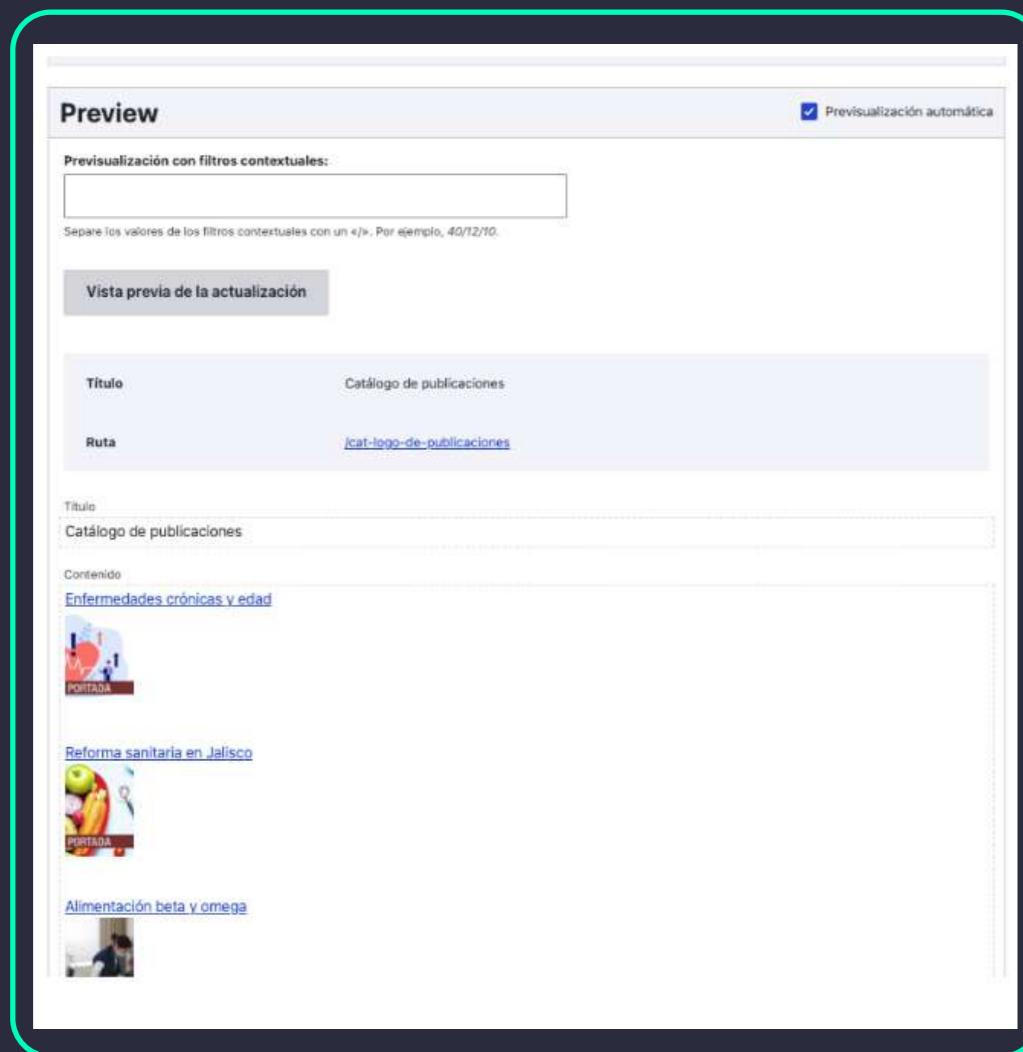 Preview
Previsualización automática
Previsualización con filtros contextuales:
Separe los valores de los filtros contextuales con un «/». Por ejemplo, 40/12/10.
Vista previa de la actualización
Título Catálogo de publicaciones
Ruta /cat-logo-de-publicaciones
Título
Catálogo de publicaciones
Contenido
Enfermedades crónicas y edad
PORTADA
Reforma sanitaria en Jalisco
PORTADA
Alimentación beta y omega